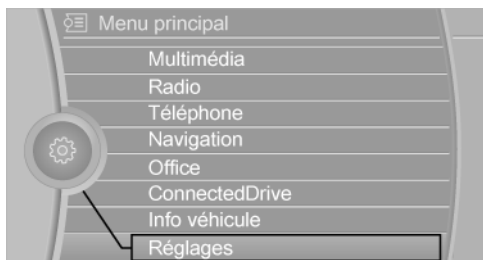 Menu principal
Multimédia
Radio
Téléphone
Navigation
Office
ConnectedDrive
Info véhicule
Réglages